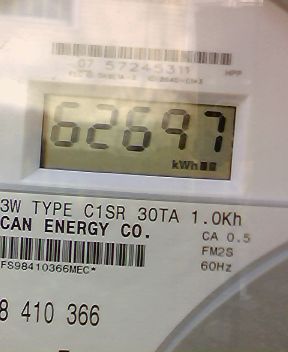 07 57245311 HPP
62697
kWh
3W TYPE C1SR 30TA 1.0Kh
CAN ENERGY CO. CA 0.5
FM2S
FS98410366MEC* 60Hz
8 410 366